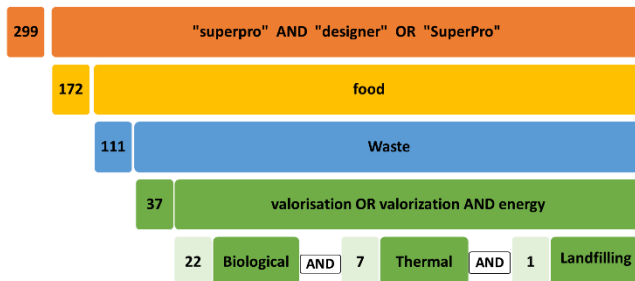 299 "superpro" AND "designer" OR "SuperPro"
172 food
111 Waste
37 valorisation OR valorization AND energy
22 Biological AND 7 Thermal AND 1 Landfilling